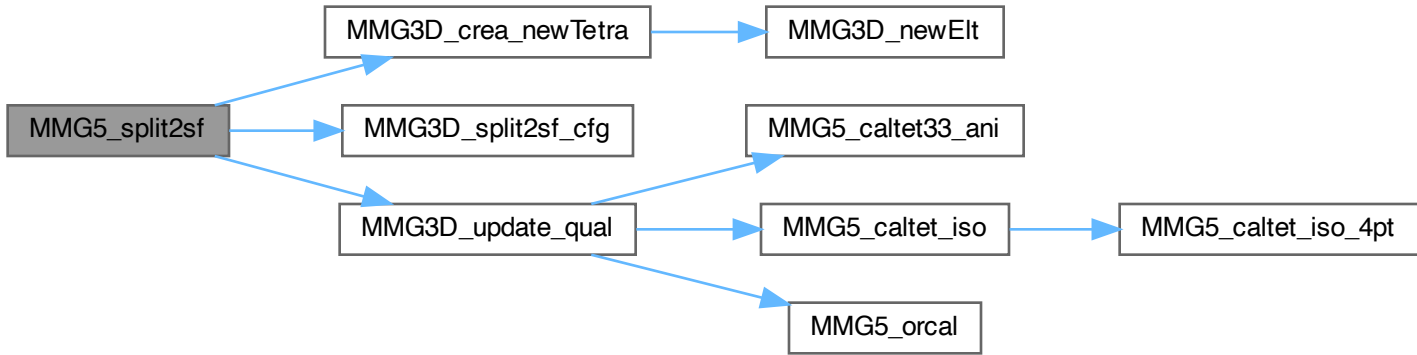 MMG5_split2sf
MMG3D_crea_newTetra
MMG3D_newElt
MMG3D_split2sf_cfg
MMG3D_update_qual
MMG5_caltet33_ani
MMG5_caltet_iso
MMG5_caltet_iso_4pt
MMG5_orcal